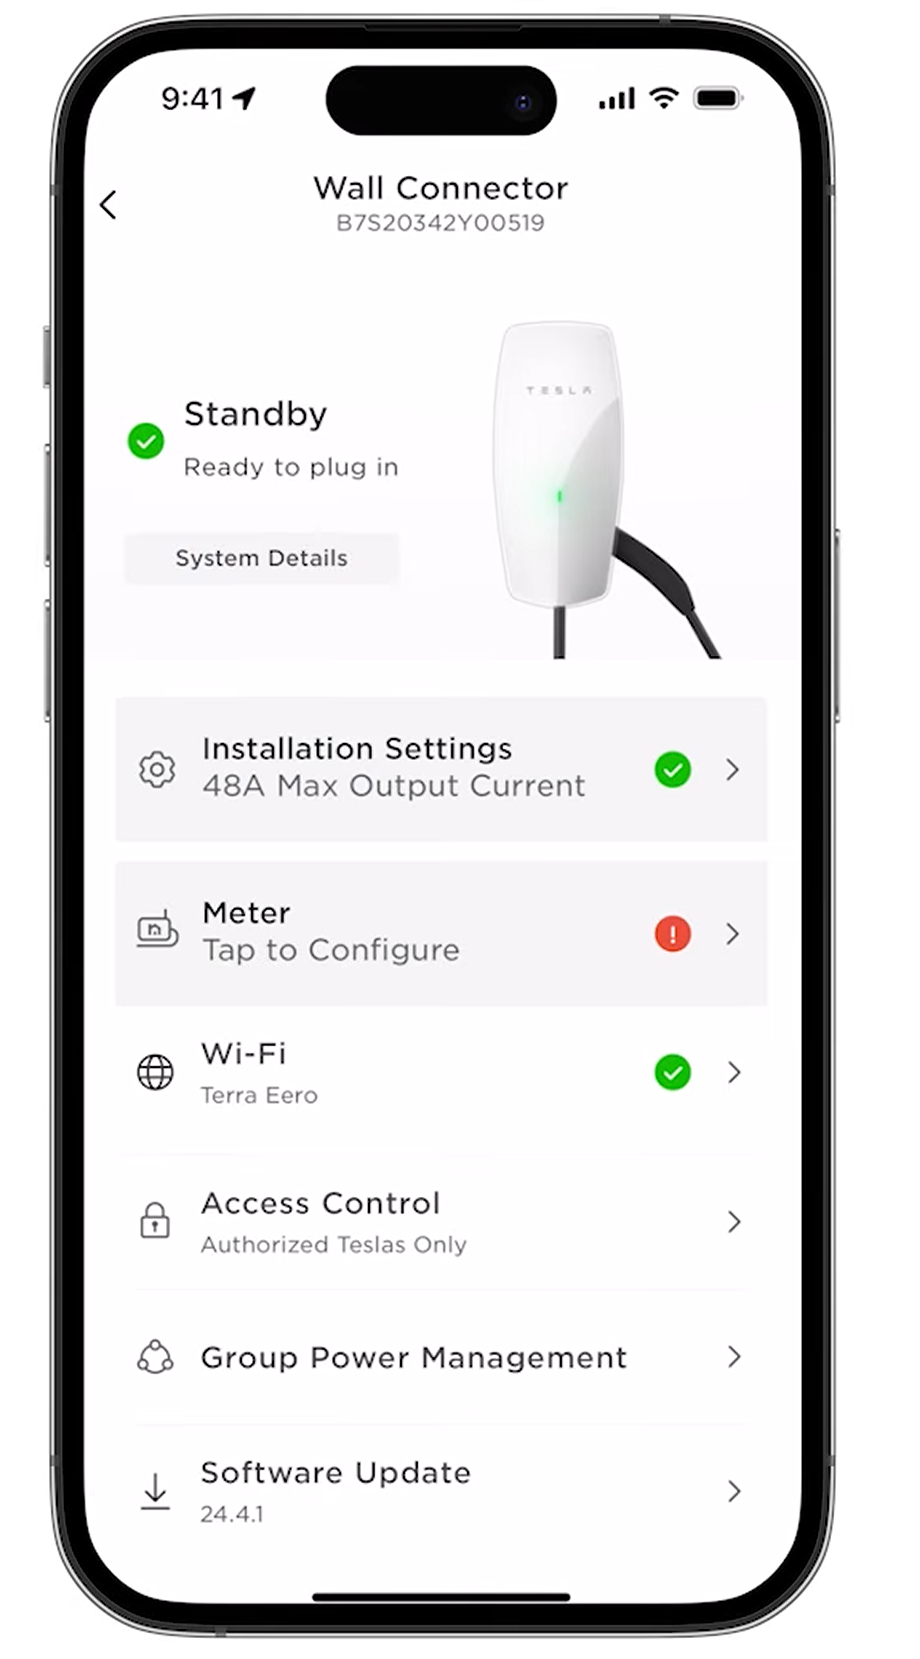 9:41
Wall Connector
B7S20342Y00519
TESLA
Standby
Ready to plug in
System Details
Installation Settings
48A Max Output Current
Meter
Tap to Configure
Wi-Fi
Terra Eero
Access Control
Authorized Teslas Only
Group Power Management
Software Update
24.4.1